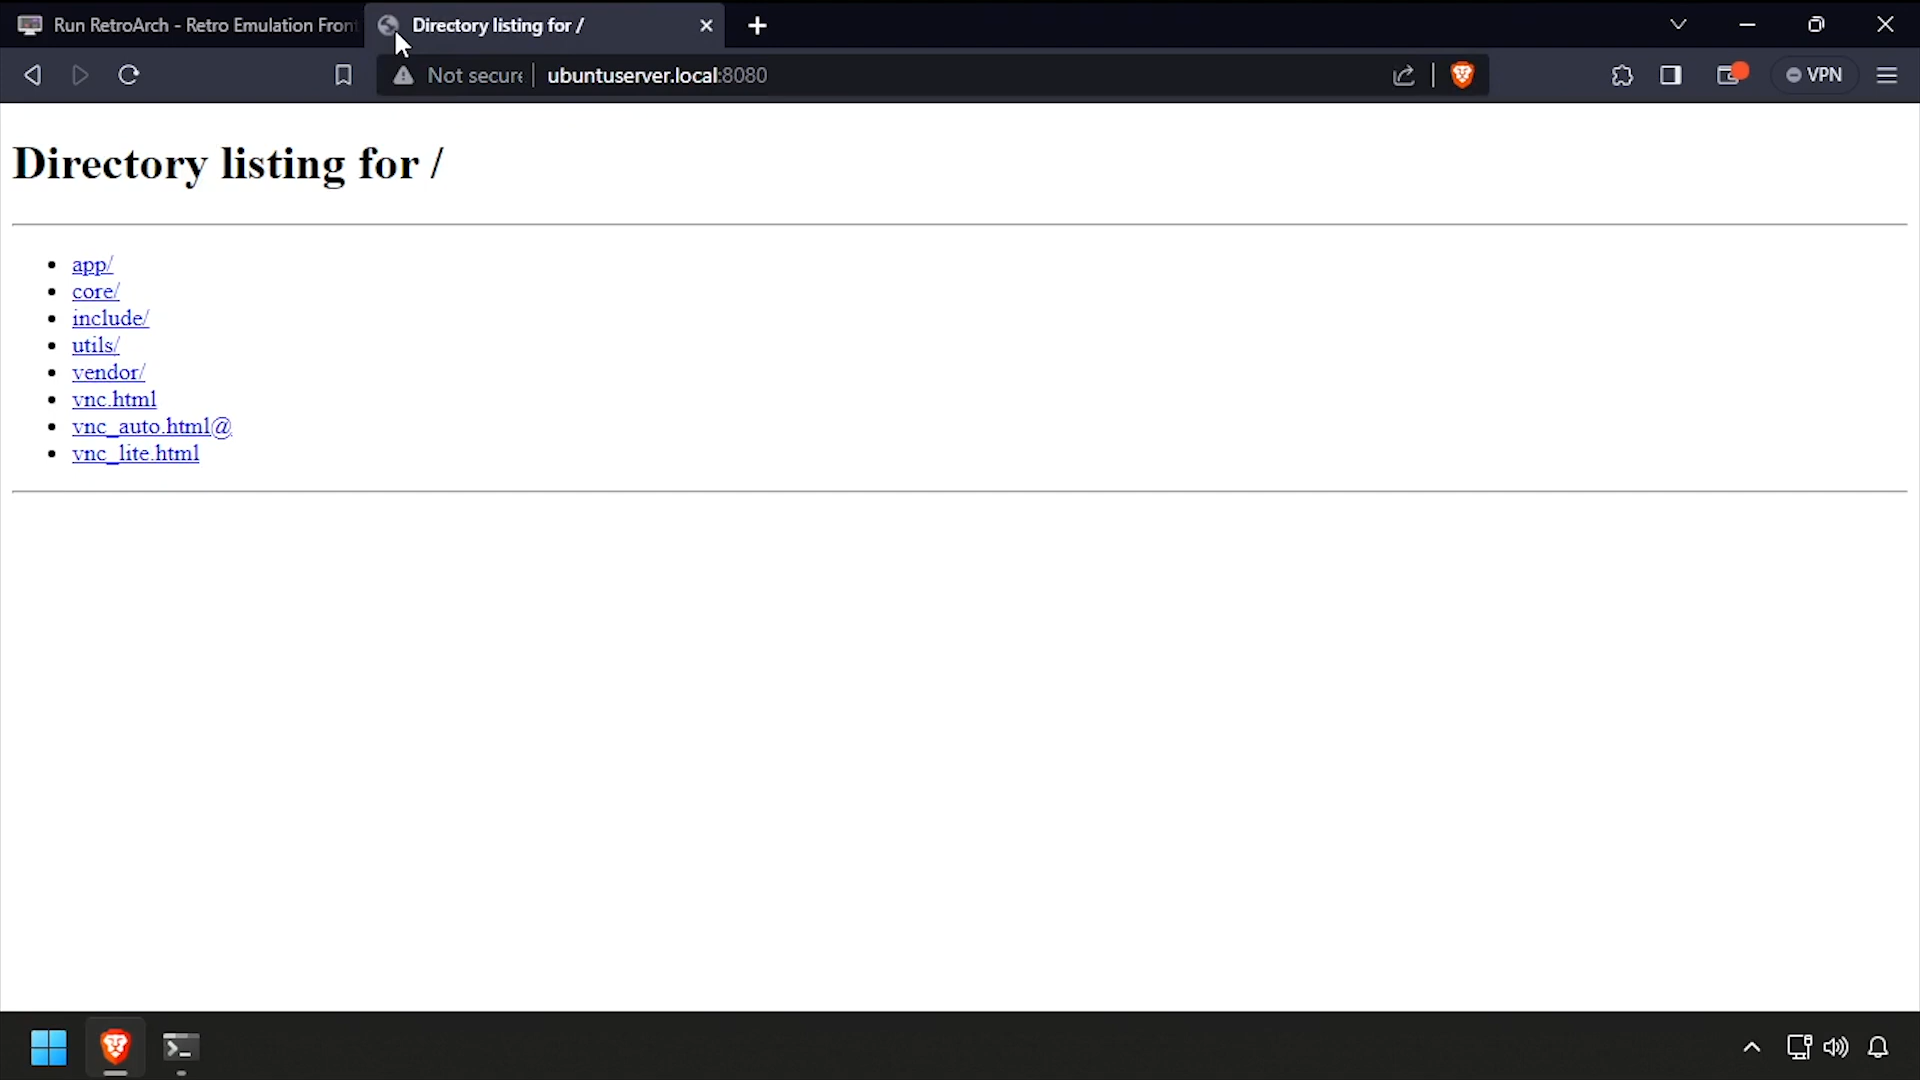 Run RetroArch - Retro Emulation Front
Directory listing for /
Not secure
ubuntuserver.local:8080
VPN
Directory listing for /
app/
core/
include/
utils/
vendor/
vnc.html
vnc_auto.html@
vnc_lite.html